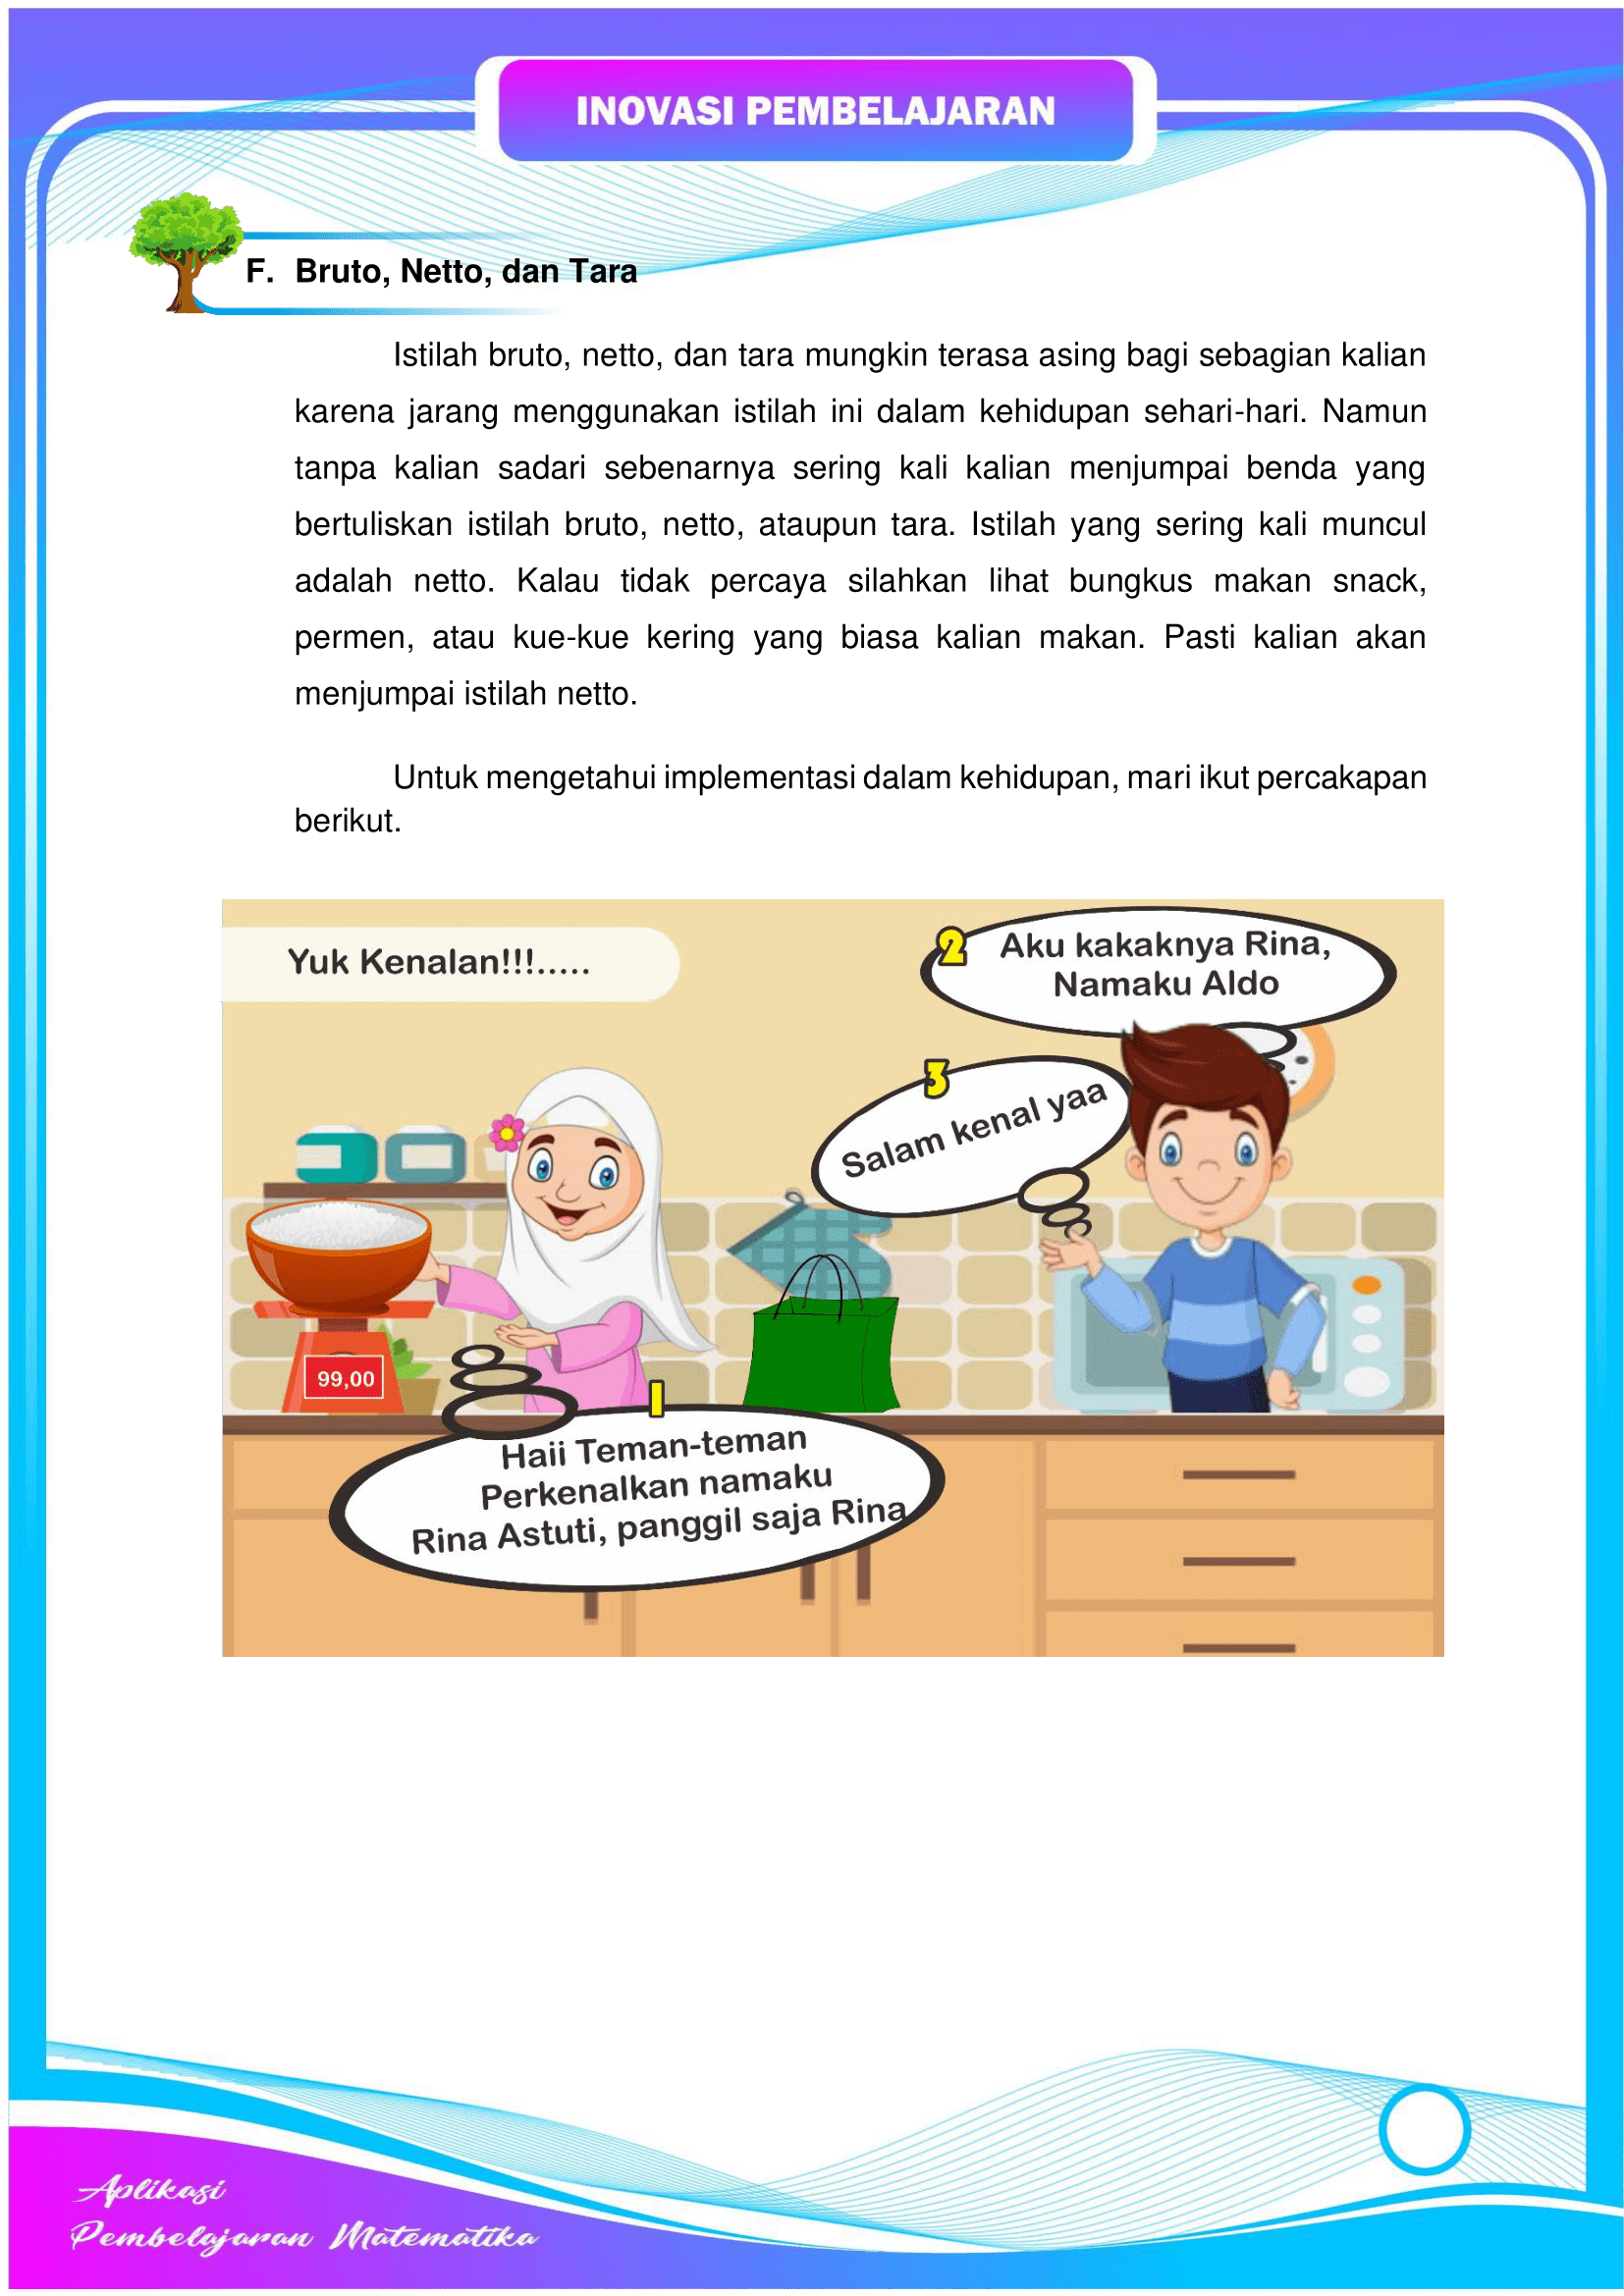 INOVASI PEMBELAJARAN
F. Bruto, Netto, dan Tara
Istilah bruto, netto, dan tara mungkin terasa asing bagi sebagian kalian
karena jarang menggunakan istilah ini dalam kehidupan sehari-hari. Namun
tanpa kalian sadari sebenarnya sering kali kalian menjumpai benda yang
bertuliskan istilah bruto, netto, ataupun tara. Istilah yang sering kali muncul
adalah netto. Kalau tidak percaya silahkan lihat bungkus makan snack,
permen, atau kue-kue kering yang biasa kalian makan. Pasti kalian akan
menjumpai istilah netto.
Untuk mengetahui implementasi dalam kehidupan, mari ikut percakapan
berikut.
Yuk Kenalan!!!.....
2
Aku kakaknya Rina,
Namaku Aldo
3
Salam kenal yaa
99,00
1
Haii Teman-teman
Perkenalkan namaku
Rina Astuti, panggil saja Rina
Aplikasi
Pembelajaran Matematika